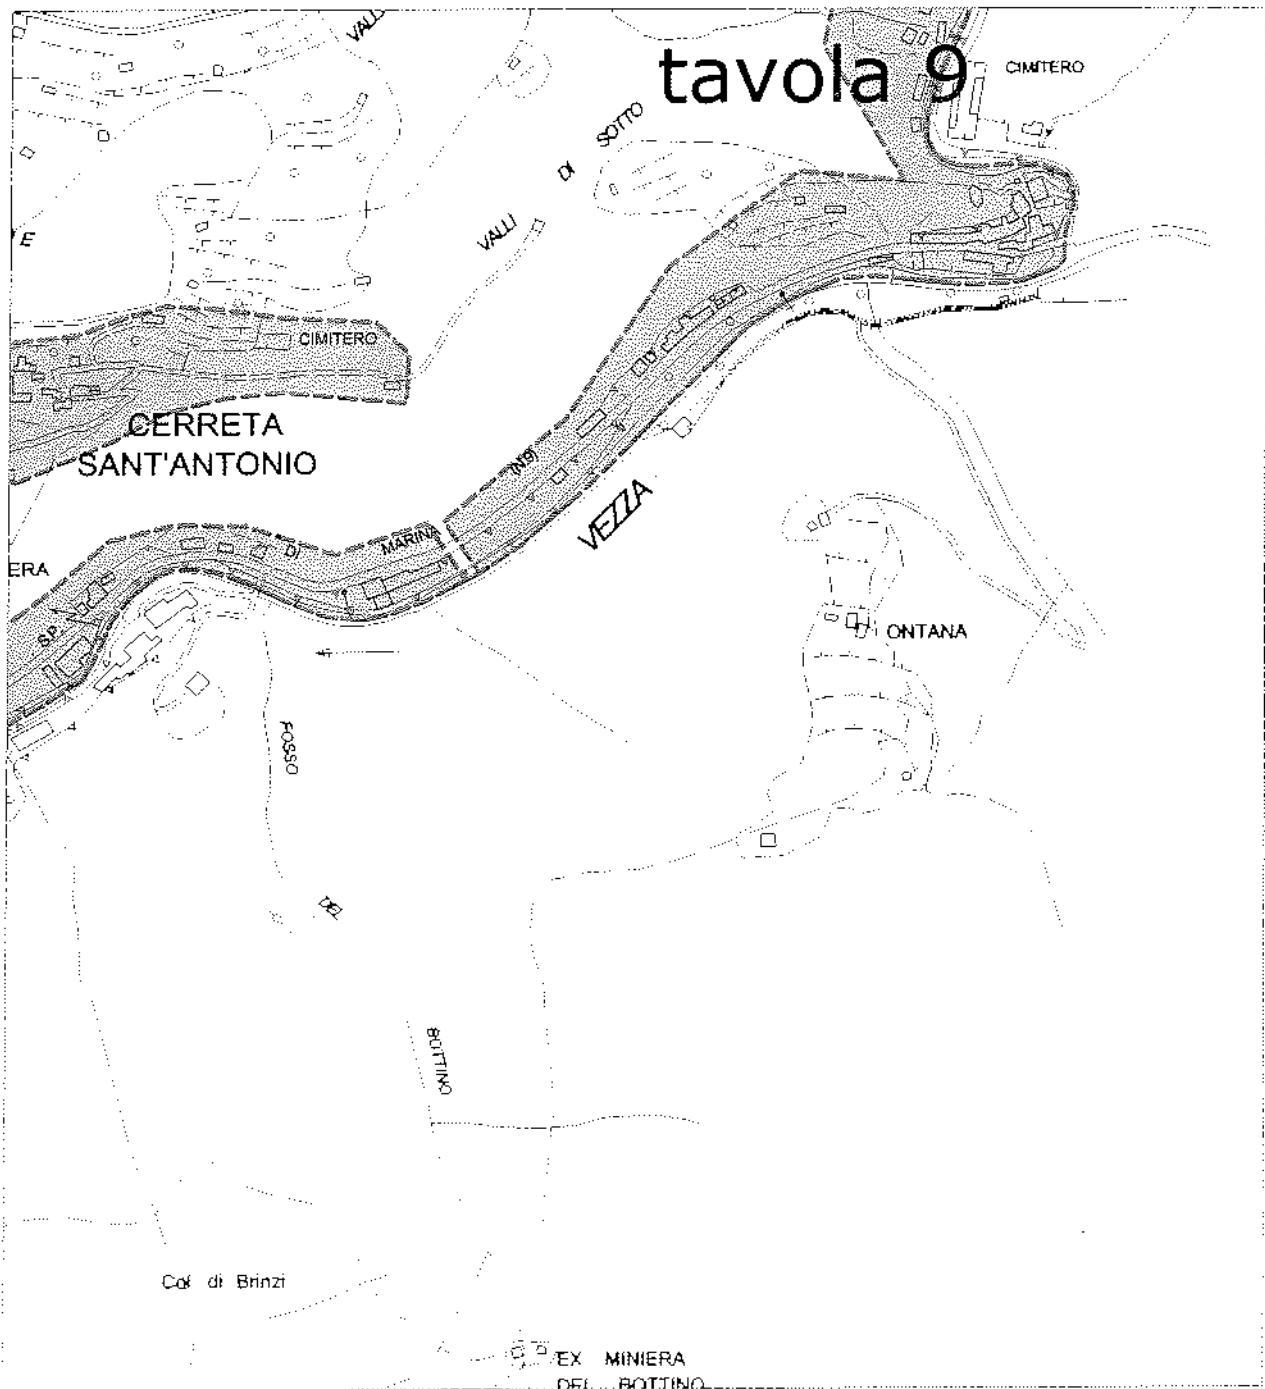 VALLI
tavola 9
CIMITERO
SOTTO
DI
VALLI
E
CIMITERO
CERRETA
SANT'ANTONIO
(N.9)
VEZZA
MARINA
DI
ERA
S.P.
ONTANA
FOSSO
DEL
BOTTINO
Col di Brinzi
EX MINIERA
DEL BOTTINO